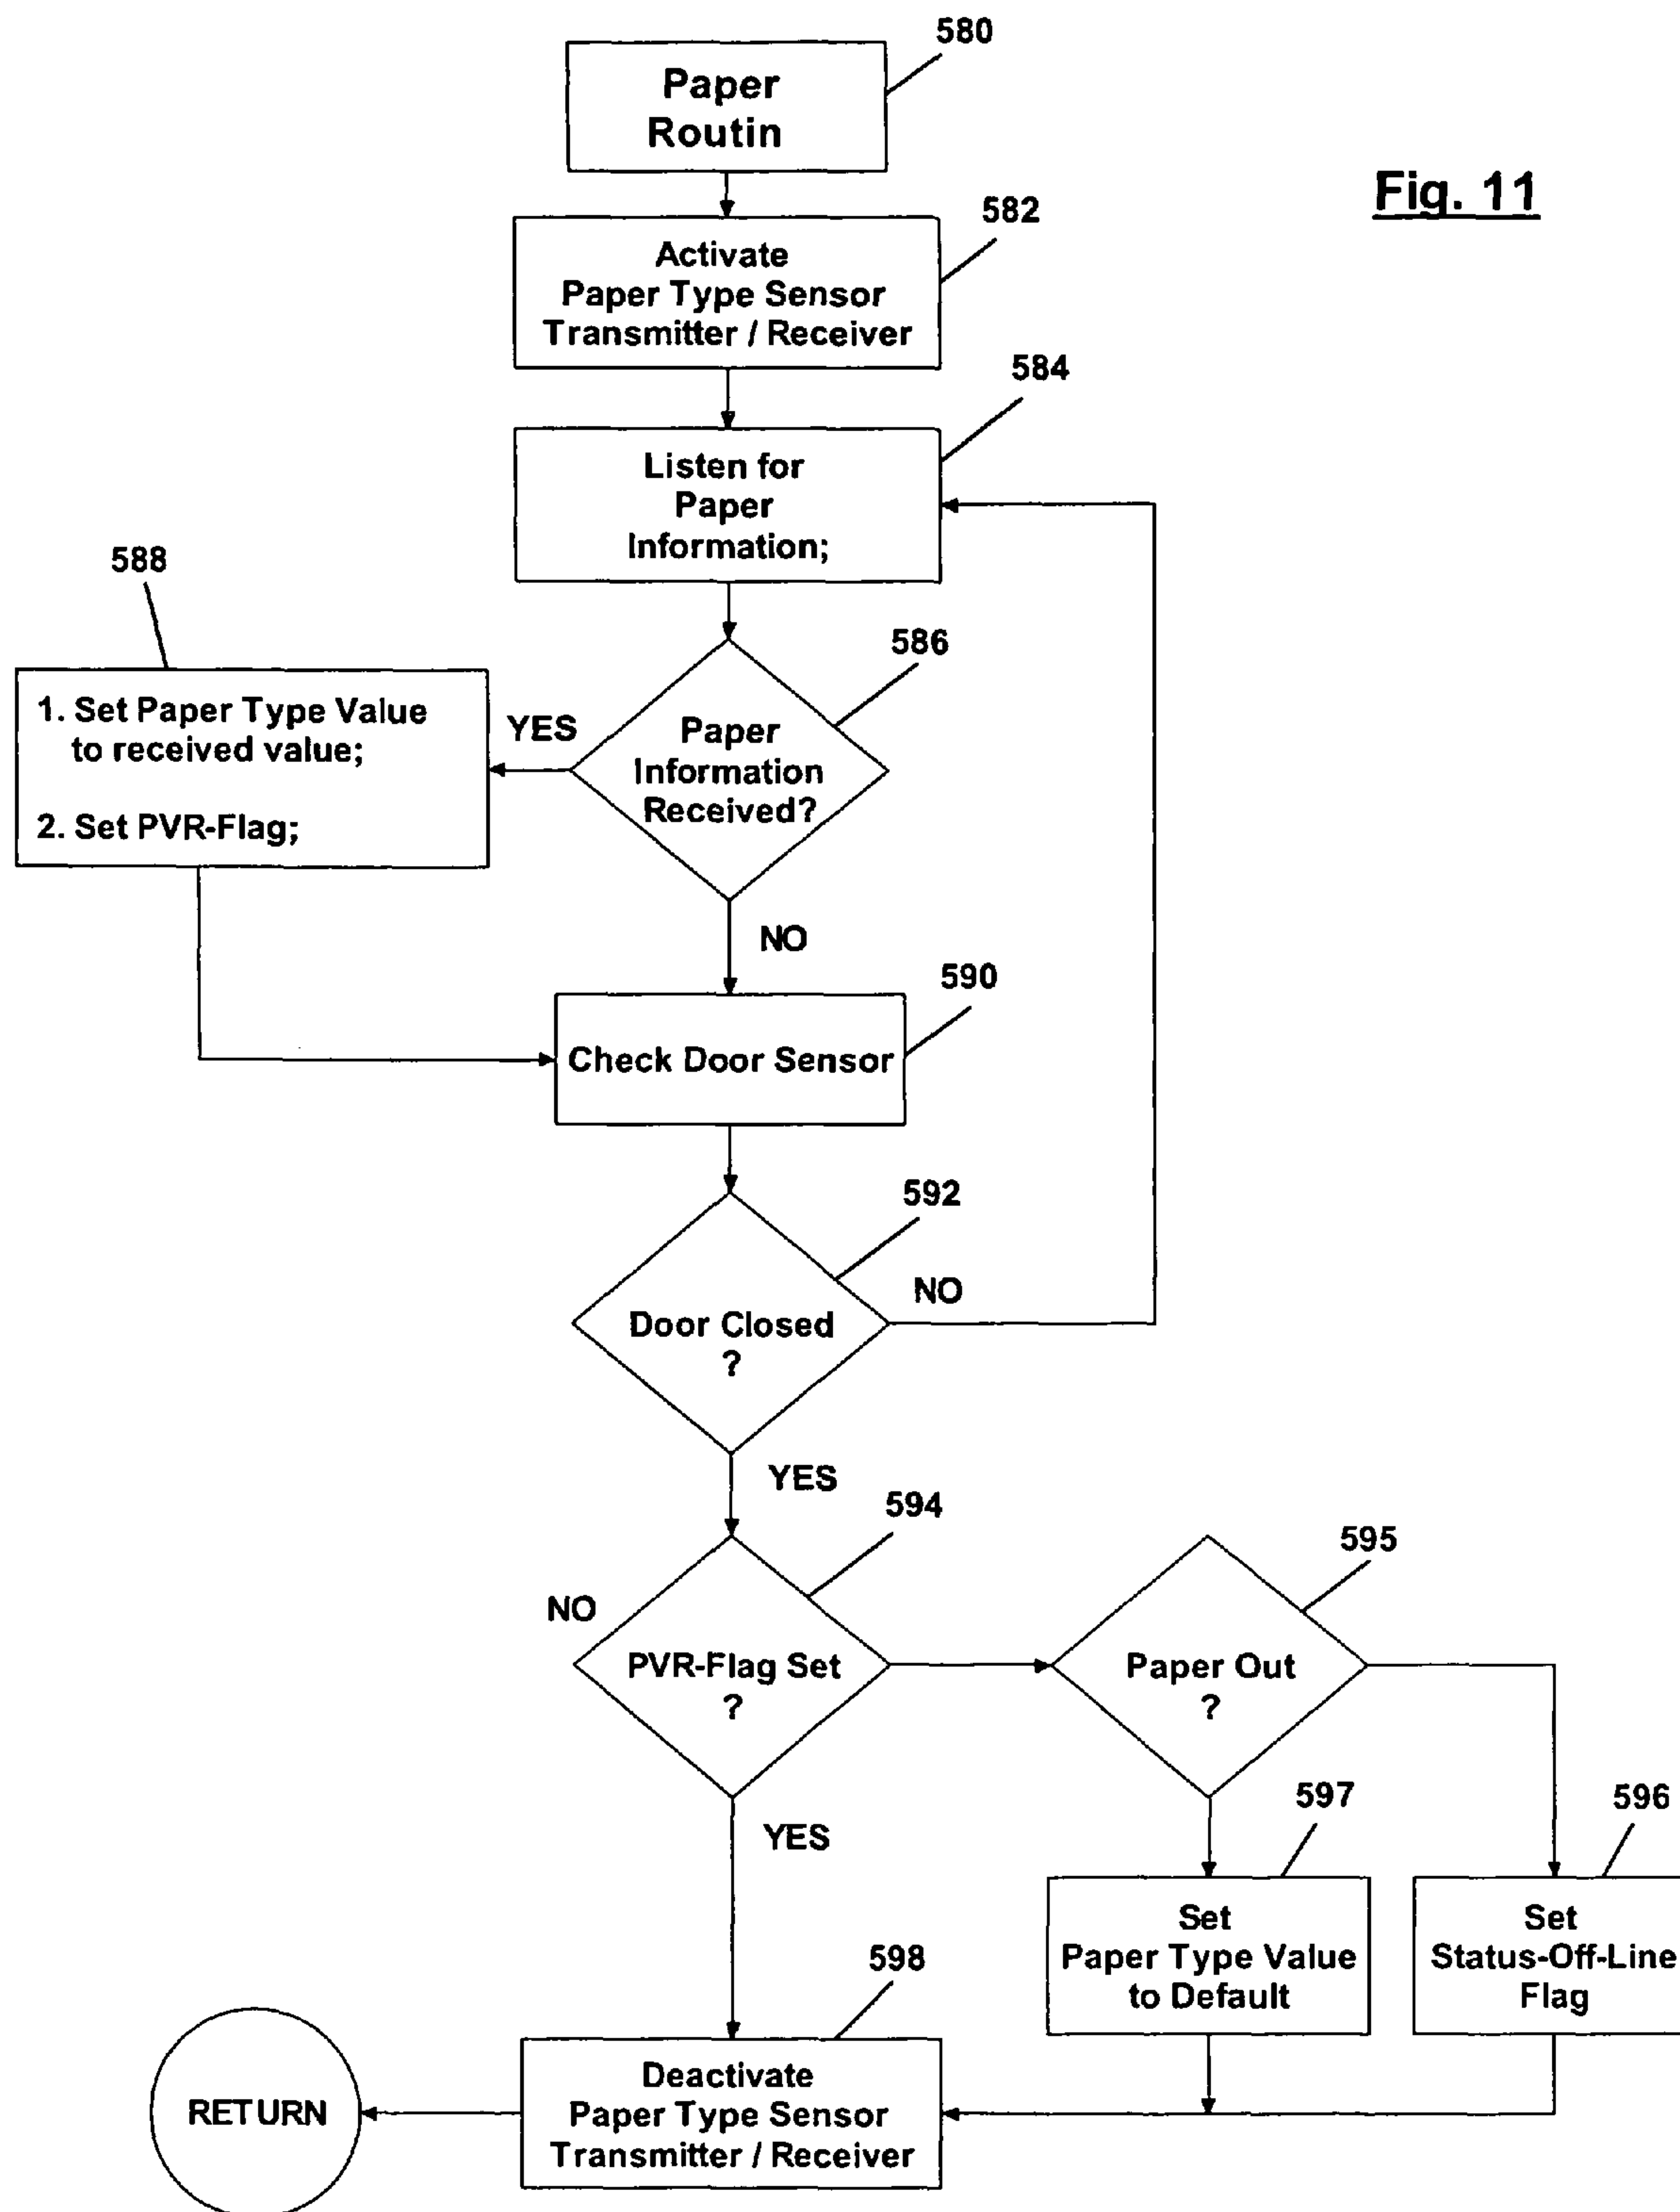 580
Paper
Routin
Fig. 11
582
Activate
Paper Type Sensor
Transmitter / Receiver
584
Listen for
Paper
Information;
588
1. Set Paper Type Value
to received value;
2. Set PVR-Flag;
586
YES
Paper
Information
Received?
NO
590
Check Door Sensor
592
NO
Door Closed
?
YES
594
NO
PVR-Flag Set
?
595
Paper Out
?
YES
597
596
Set
Paper Type Value
to Default
Set
Status-Off-Line
Flag
598
Deactivate
Paper Type Sensor
Transmitter / Receiver
RETURN